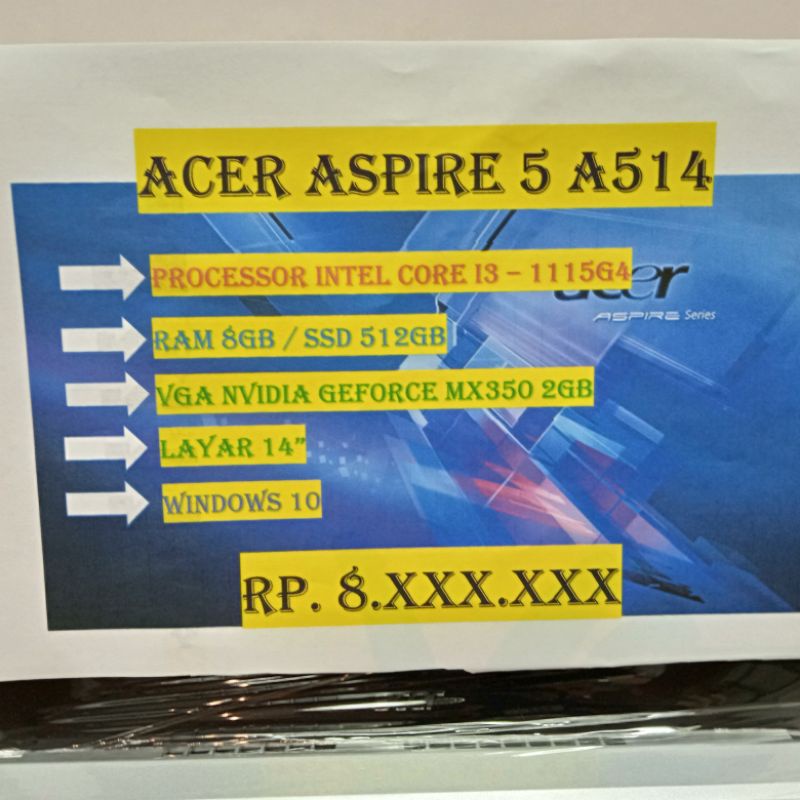 ACER ASPIRE 5 A514
PROCESSOR INTEL CORE I3 – 1115G4
acer
ASPIRE Series
RAM 8GB / SSD 512GB
VGA NVIDIA GEFORCE MX350 2GB
LAYAR 14”
WINDOWS 10
RP. 8.XXX.XXX